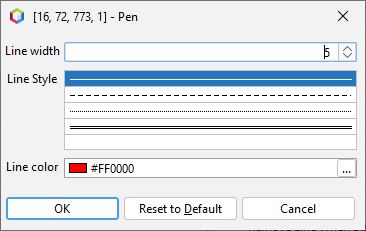 [16, 72, 773, 1] - Pen
Line width 5
Line Style
Line color #FF0000 ...
OK Reset to Default Cancel